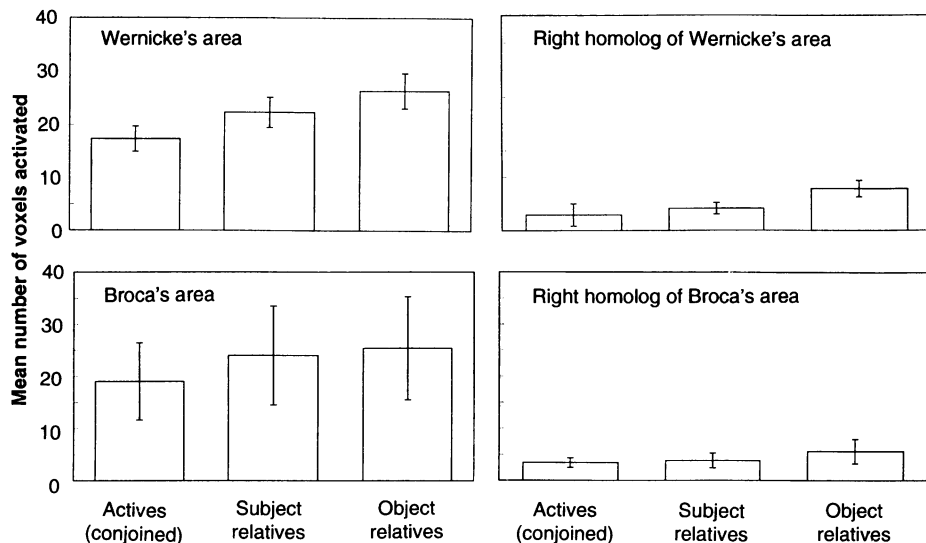 Mean number of voxels activated
Wernicke's area
40
30
20
10
0
Right homolog of Wernicke's area
Broca's area
40
30
20
10
0
Right homolog of Broca's area
Actives
(conjoined)
Subject
relatives
Object
relatives
Actives
(conjoined)
Subject
relatives
Object
relatives